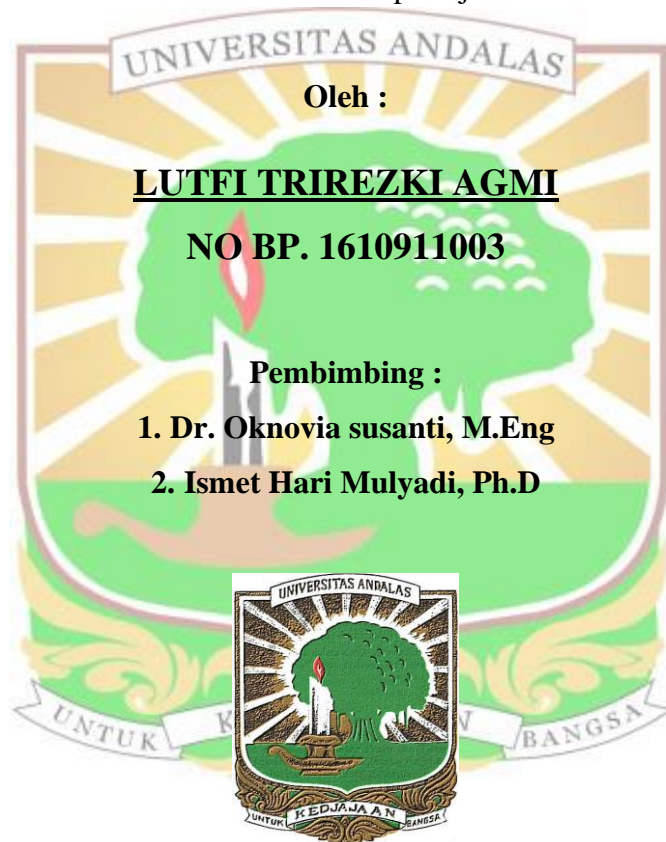 UNIVERSITAS ANDALAS
Oleh :
LUTFI TRIREZKI AGMI
NO BP. 1610911003
Pembimbing :
1. Dr. Oknovia susanti, M.Eng
2. Ismet Hari Mulyadi, Ph.D
UNIVERSITAS ANDALAS
UNTUK BANGSA
UNTUK KEDJAJAAN BANGSA